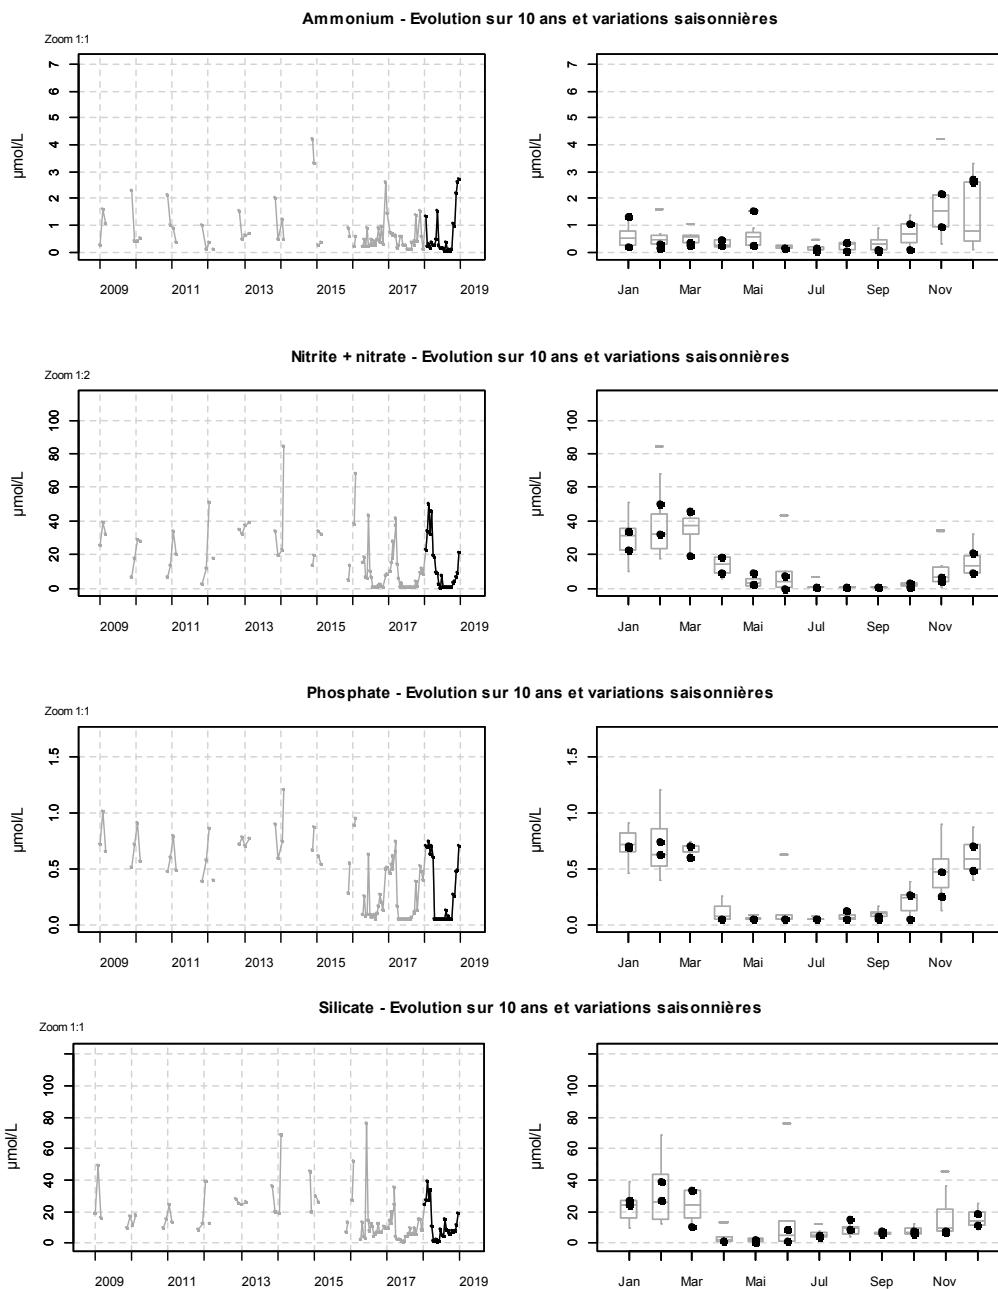 Ammonium - Evolution sur 10 ans et variations saisonnières
Zoom 1:1
µmol/L
7
6
5
4
3
2
1
0
2009 2011 2013 2015 2017 2019
µmol/L
7
6
5
4
3
2
1
0
Jan Mar Mai Jul Sep Nov
Nitrite + nitrate - Evolution sur 10 ans et variations saisonnières
Zoom 1:2
µmol/L
100
80
60
40
20
0
2009 2011 2013 2015 2017 2019
µmol/L
100
80
60
40
20
0
Jan Mar Mai Jul Sep Nov
Phosphate - Evolution sur 10 ans et variations saisonnières
Zoom 1:1
µmol/L
1.5
1.0
0.5
0.0
2009 2011 2013 2015 2017 2019
µmol/L
1.5
1.0
0.5
0.0
Jan Mar Mai Jul Sep Nov
Silicate - Evolution sur 10 ans et variations saisonnières
Zoom 1:1
µmol/L
100
80
60
40
20
0
2009 2011 2013 2015 2017 2019
µmol/L
100
80
60
40
20
0
Jan Mar Mai Jul Sep Nov